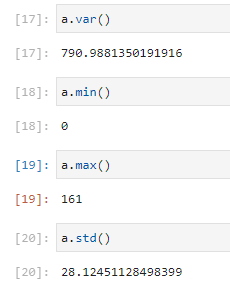 [17]: a.var()
[17]: 790.9881350191916
[18]: a.min()
[18]: 0
[19]: a.max()
[19]: 161
[20]: a.std()
[20]: 28.12451128498399